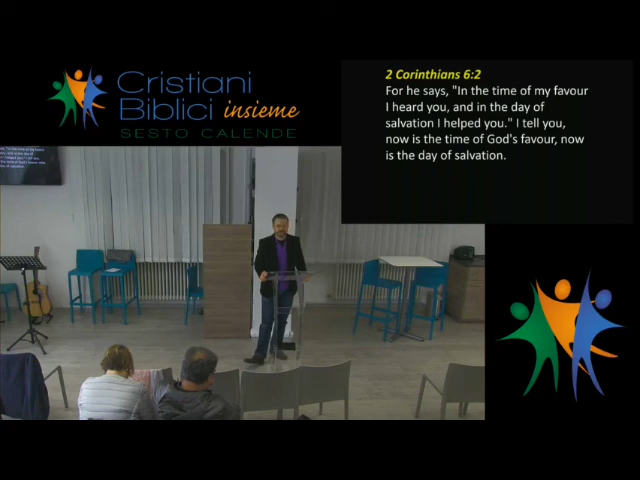 Cristiani
Biblici insieme
SESTO CALENDE
2 Corinthians 6:2
For he says, "In the time of my favour
I heard you, and in the day of
salvation I helped you." I tell you,
now is the time of God's favour, now
is the day of salvation.